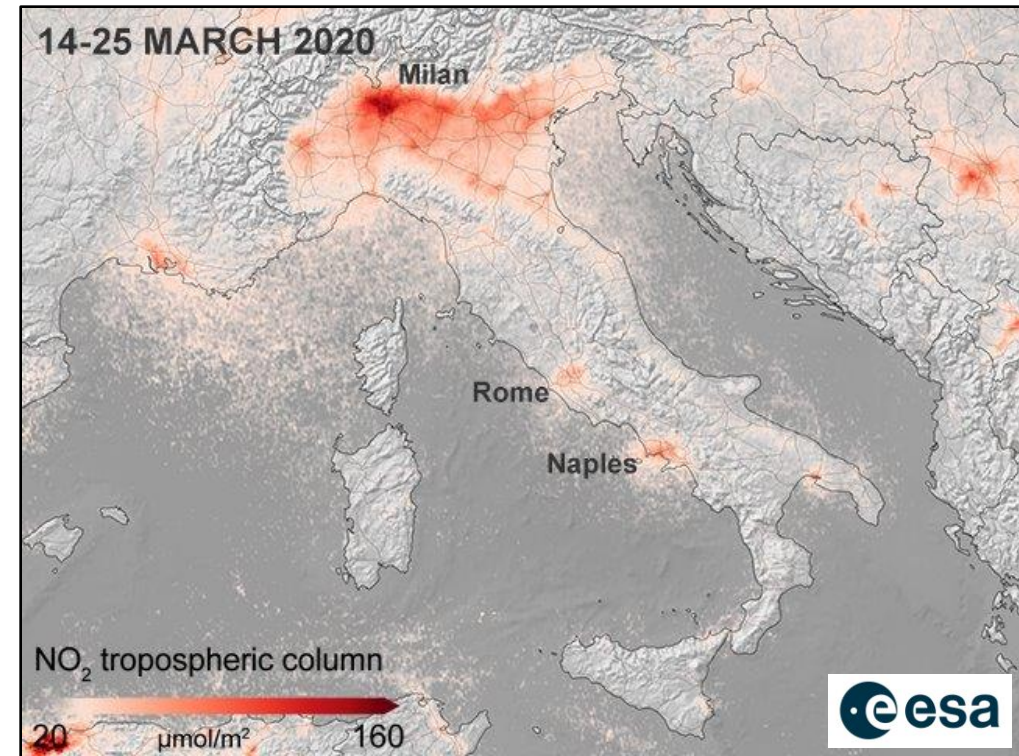 14-25 MARCH 2020
Milan
Rome
Naples
NO₂ tropospheric column
20 µmol/m² 160
esa